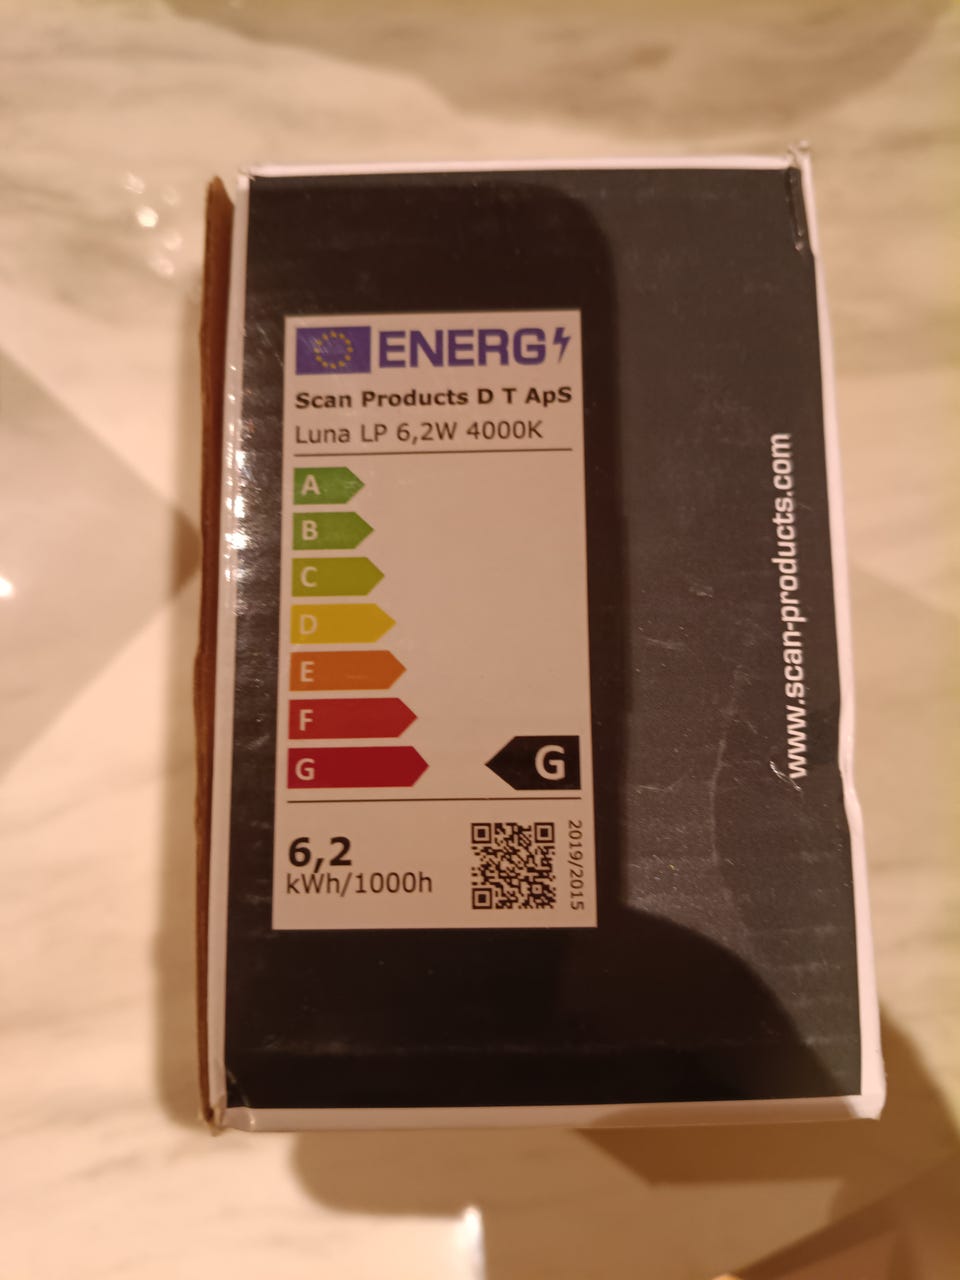 ENERG
Scan Products D T ApS
Luna LP 6,2W 4000K
A
B
C
D
E
F
G
G
6,2
kWh/1000h
2019/2015
www.scan-products.com